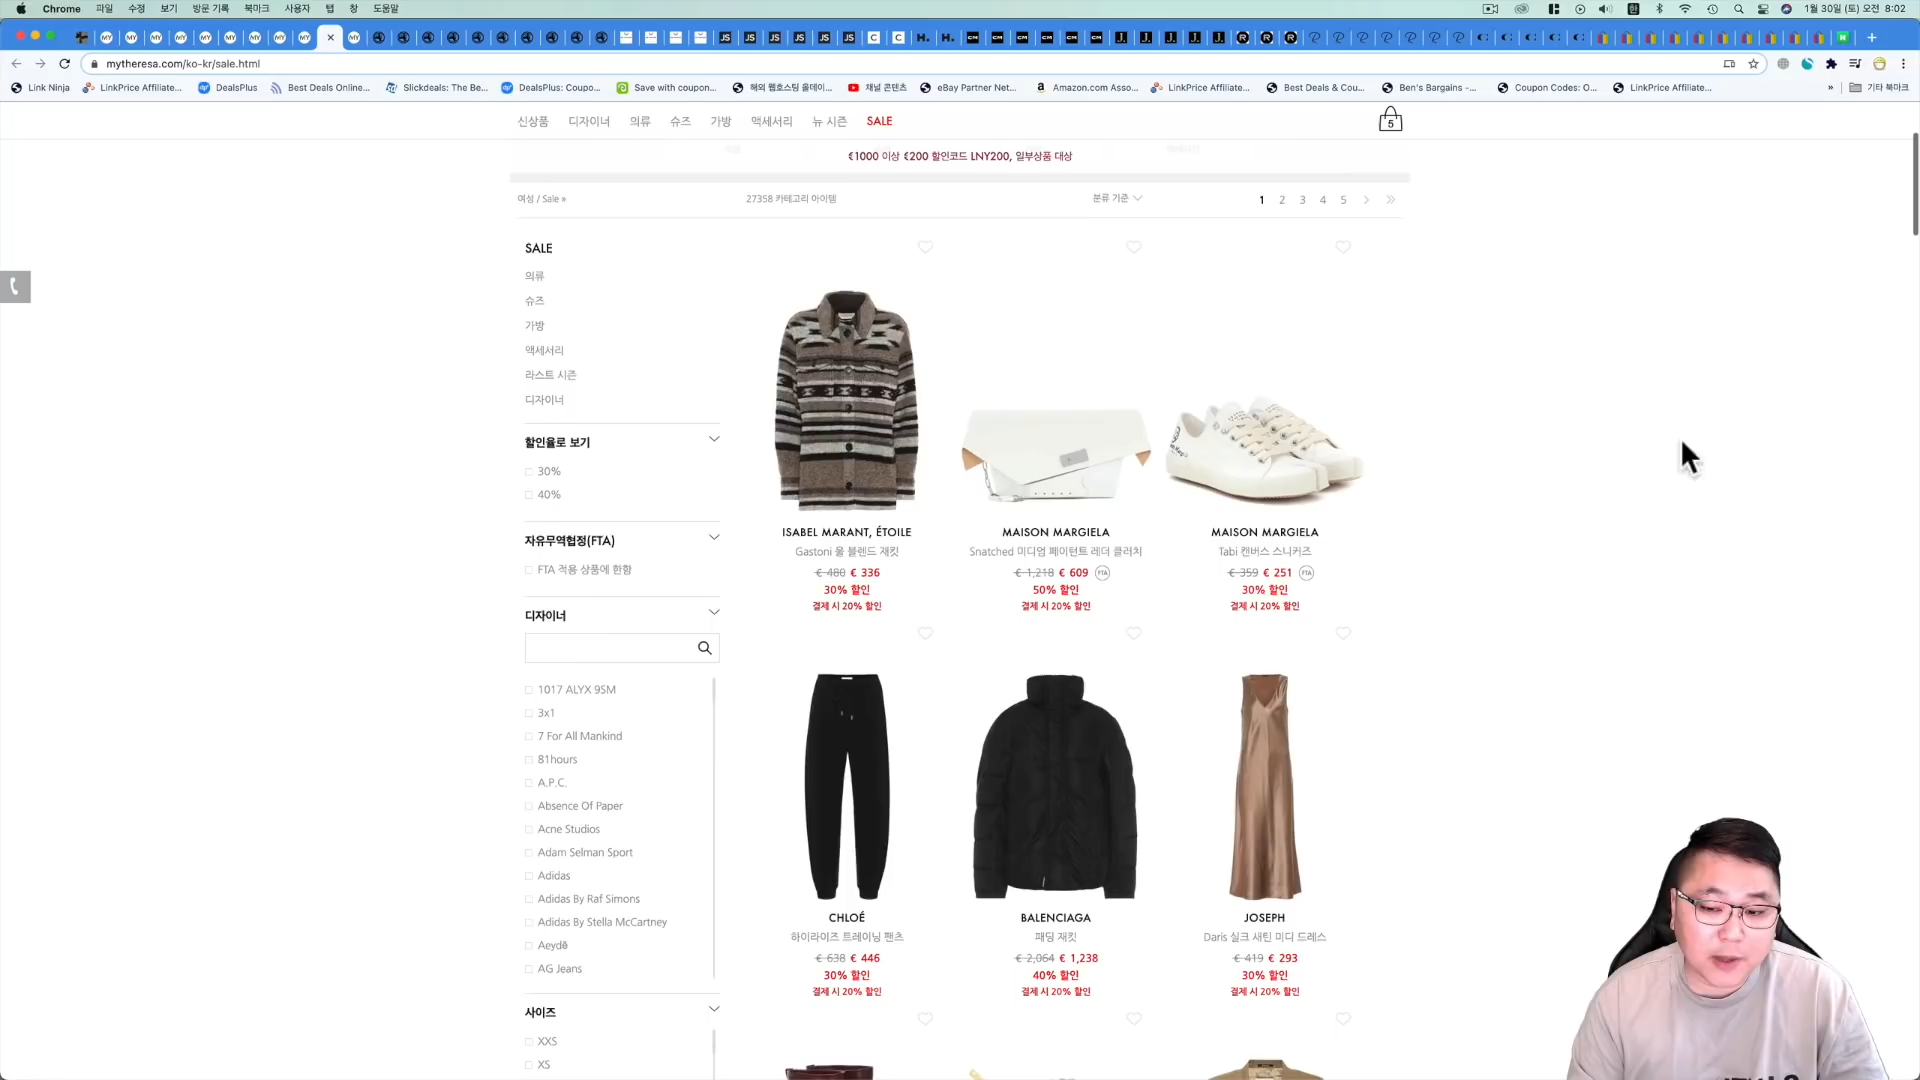 Chrome 파일 수정 보기 방문 기록 북마크 사용자 탭 창 도움말 1월 30일 (토) 오전 8:02
mytheresa.com/ko-kr/sale.html
Link Ninja LinkPrice Affiliate... DealsPlus Best Deals Online... Slickdeals: The Be... DealsPlus: Coupo... Save with coupon... 해외 웹호스팅 올데이... 채널 콘텐츠 eBay Partner Net... Amazon.com Asso... LinkPrice Affiliate... Best Deals & Cou... Ben's Bargains -... Coupon Codes: O... LinkPrice Affiliate... » 기타 북마크
신상품 디자이너 의류 슈즈 가방 액세서리 뉴 시즌 SALE 5
€1000 이상 €200 할인코드 LNY200, 일부상품 대상
여성 / Sale » 27358 카테고리 아이템 분류 기준 1 2 3 4 5
SALE
의류
슈즈
가방
액세서리
라스트 시즌
디자이너
할인율로 보기
30%
40%
자유무역협정(FTA)
FTA 적용 상품에 한함
디자이너
1017 ALYX 9SM
3x1
7 For All Mankind
81hours
A.P.C.
Absence Of Paper
Acne Studios
Adam Selman Sport
Adidas
Adidas By Raf Simons
Adidas By Stella McCartney
Aeydē
AG Jeans
사이즈
XXS
XS
ISABEL MARANT, ÉTOILE
Gastoni 울 블렌드 재킷
€ 480 € 336
30% 할인
결제 시 20% 할인
MAISON MARGIELA
Snatched 미디엄 페이턴트 레더 클러치
€ 1,218 € 609 FTA
50% 할인
결제 시 20% 할인
MAISON MARGIELA
Tabi 캔버스 스니커즈
€ 359 € 251 FTA
30% 할인
결제 시 20% 할인
CHLOÉ
하이라이즈 트레이닝 팬츠
€ 638 € 446
30% 할인
결제 시 20% 할인
BALENCIAGA
패딩 재킷
€ 2,064 € 1,238
40% 할인
결제 시 20% 할인
JOSEPH
Daris 실크 새틴 미디 드레스
€ 419 € 293
30% 할인
결제 시 20% 할인